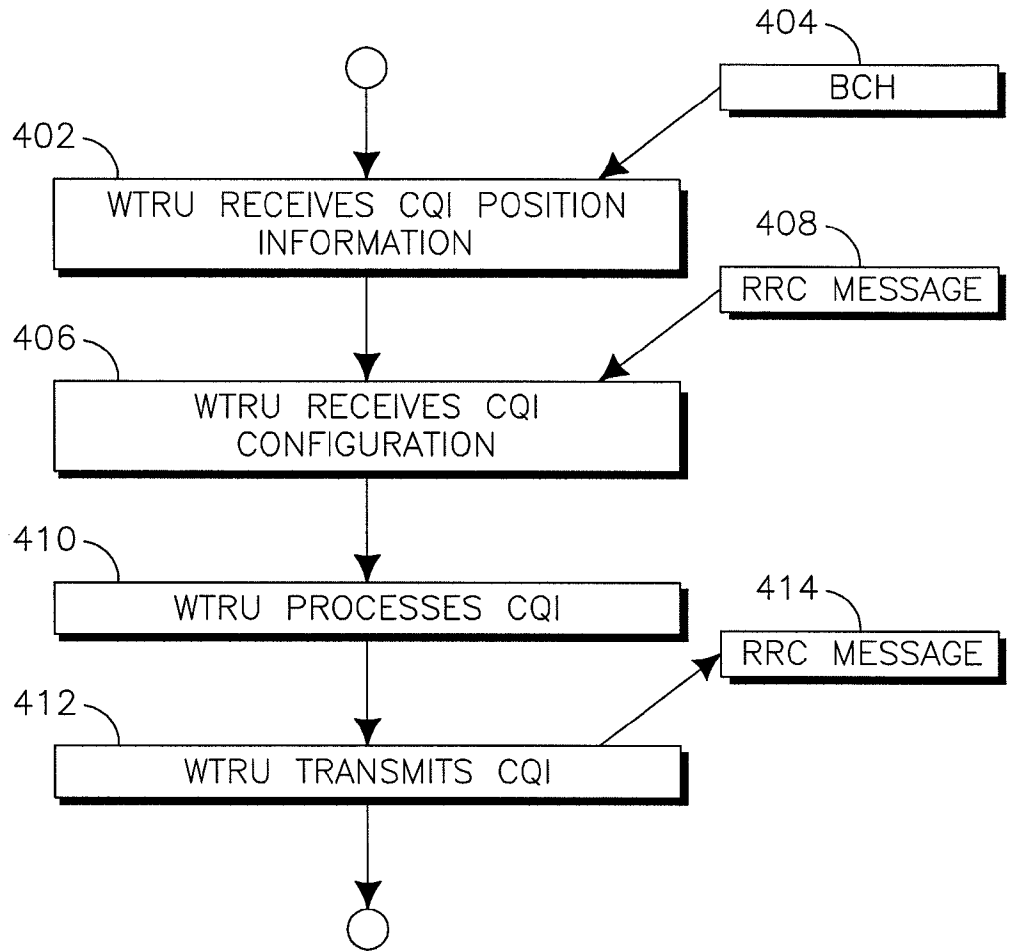 404
BCH
402
WTRU RECEIVES CQI POSITION
INFORMATION
408
RRC MESSAGE
406
WTRU RECEIVES CQI
CONFIGURATION
410
WTRU PROCESSES CQI
414
RRC MESSAGE
412
WTRU TRANSMITS CQI